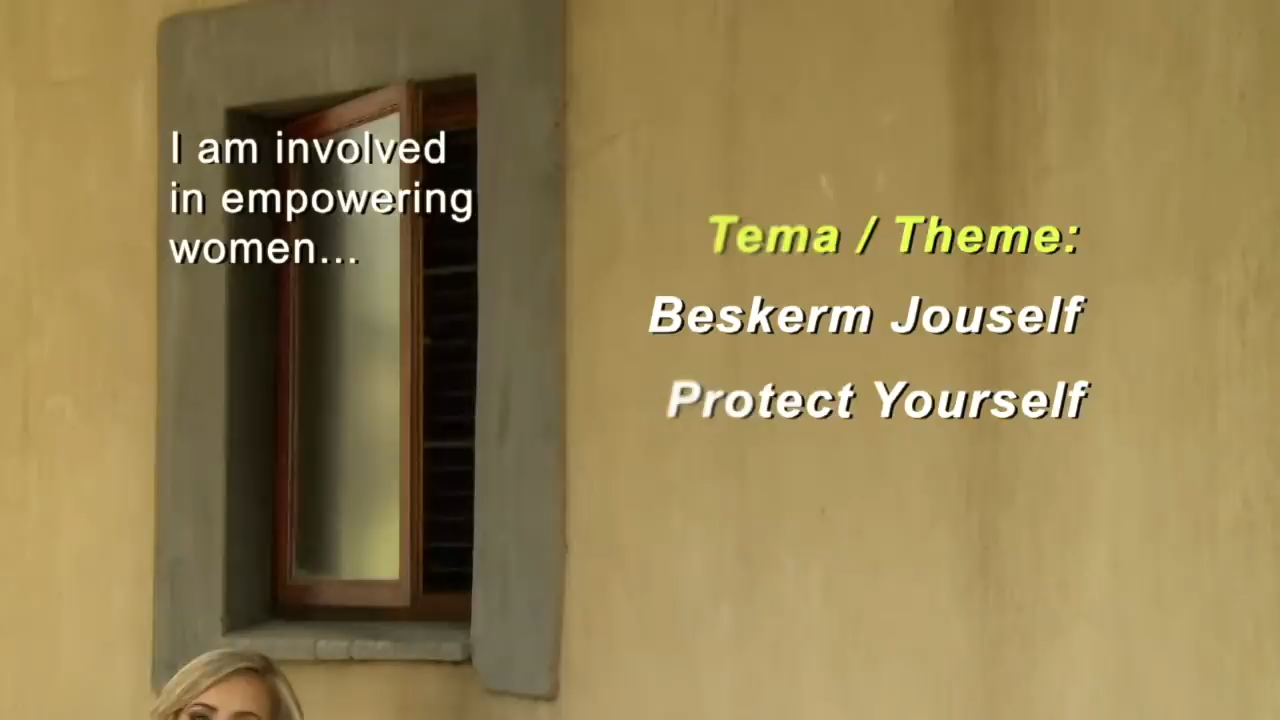 I am involved
in empowering
women...
Tema / Theme:
Beskerm Jouself
Protect Yourself